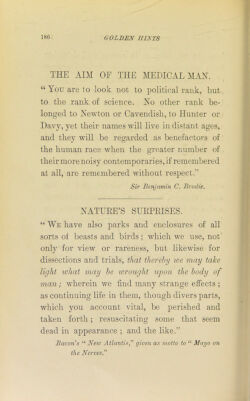 186 GOLDEN HINTS
THE AIM OF THE MEDICAL MAN.
“ You are to look not to political rank, but
to the rank of science. No other rank be-
longed to Newton or Cavendish, to Hunter or
Davy, yet their names will live in distant ages,
and they will be regarded as benefactors of
the human race when the greater number of
their more noisy contemporaries, if remembered
at all, are remembered without respect.”
Sir Benjamin C. Brodie.
NATURE'S SURPRISES.
“ WE have also parks and enclosures of all
sorts of beasts and birds ; which we use, not
only for view or rareness, but likewise for
dissections and trials, that thereby we may take
light what may be wrought upon the body of
man ; wherein we find many strange effects ;
as continuing life in them, though divers parts,
which you account vital, be perished and
taken forth ; resuscitating some that seem
dead in appearance ; and the like.”
Bacon's “ New Atlantis,” given as motto to “ Mayo on
the Nerves.”